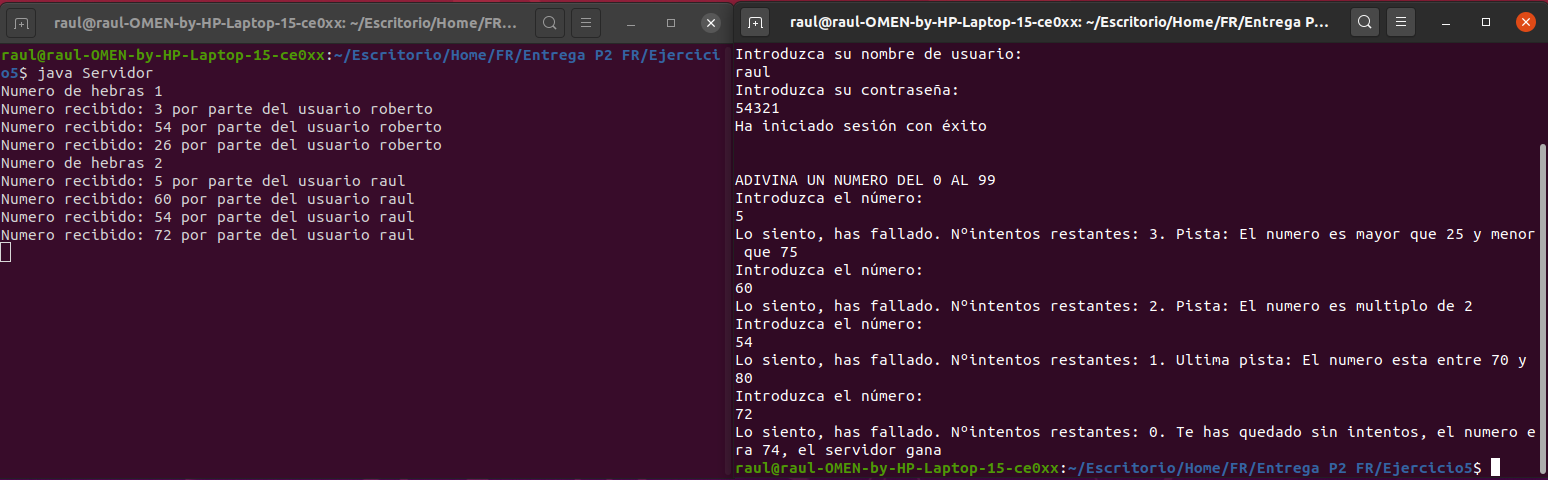 raul@raul-OMEN-by-HP-Laptop-15-ce0xx: ~/Escritorio/Home/FR...
raul@raul-OMEN-by-HP-Laptop-15-ce0xx:~/Escritorio/Home/FR/Entrega P2 FR/Ejercici
o5$ java Servidor
Numero de hebras 1
Numero recibido: 3 por parte del usuario roberto
Numero recibido: 54 por parte del usuario roberto
Numero recibido: 26 por parte del usuario roberto
Numero de hebras 2
Numero recibido: 5 por parte del usuario raul
Numero recibido: 60 por parte del usuario raul
Numero recibido: 54 por parte del usuario raul
Numero recibido: 72 por parte del usuario raul
raul@raul-OMEN-by-HP-Laptop-15-ce0xx: ~/Escritorio/Home/FR/Entrega P...
Introduzca su nombre de usuario:
raul
Introduzca su contraseña:
54321
Ha iniciado sesión con éxito
ADIVINA UN NUMERO DEL 0 AL 99
Introduzca el número:
5
Lo siento, has fallado. Nºintentos restantes: 3. Pista: El numero es mayor que 25 y menor
 que 75
Introduzca el número:
60
Lo siento, has fallado. Nºintentos restantes: 2. Pista: El numero es multiplo de 2
Introduzca el número:
54
Lo siento, has fallado. Nºintentos restantes: 1. Ultima pista: El numero esta entre 70 y
80
Introduzca el número:
72
Lo siento, has fallado. Nºintentos restantes: 0. Te has quedado sin intentos, el numero e
ra 74, el servidor gana
raul@raul-OMEN-by-HP-Laptop-15-ce0xx:~/Escritorio/Home/FR/Entrega P2 FR/Ejercicio5$